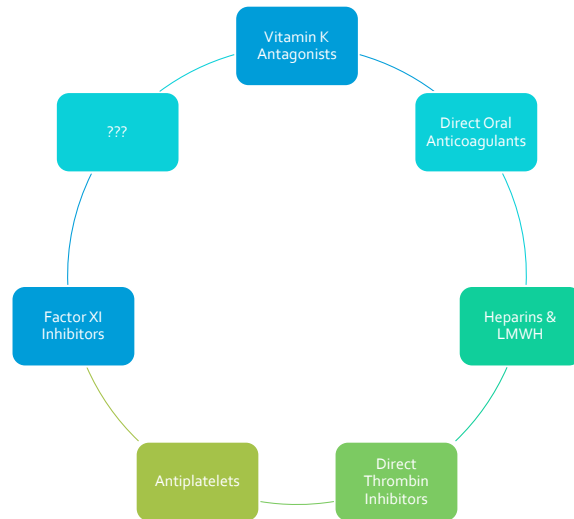 Vitamin K
Antagonists
Direct Oral
Anticoagulants
Heparins &
LMWH
Direct
Thrombin
Inhibitors
Antiplatelets
Factor XI
Inhibitors
???